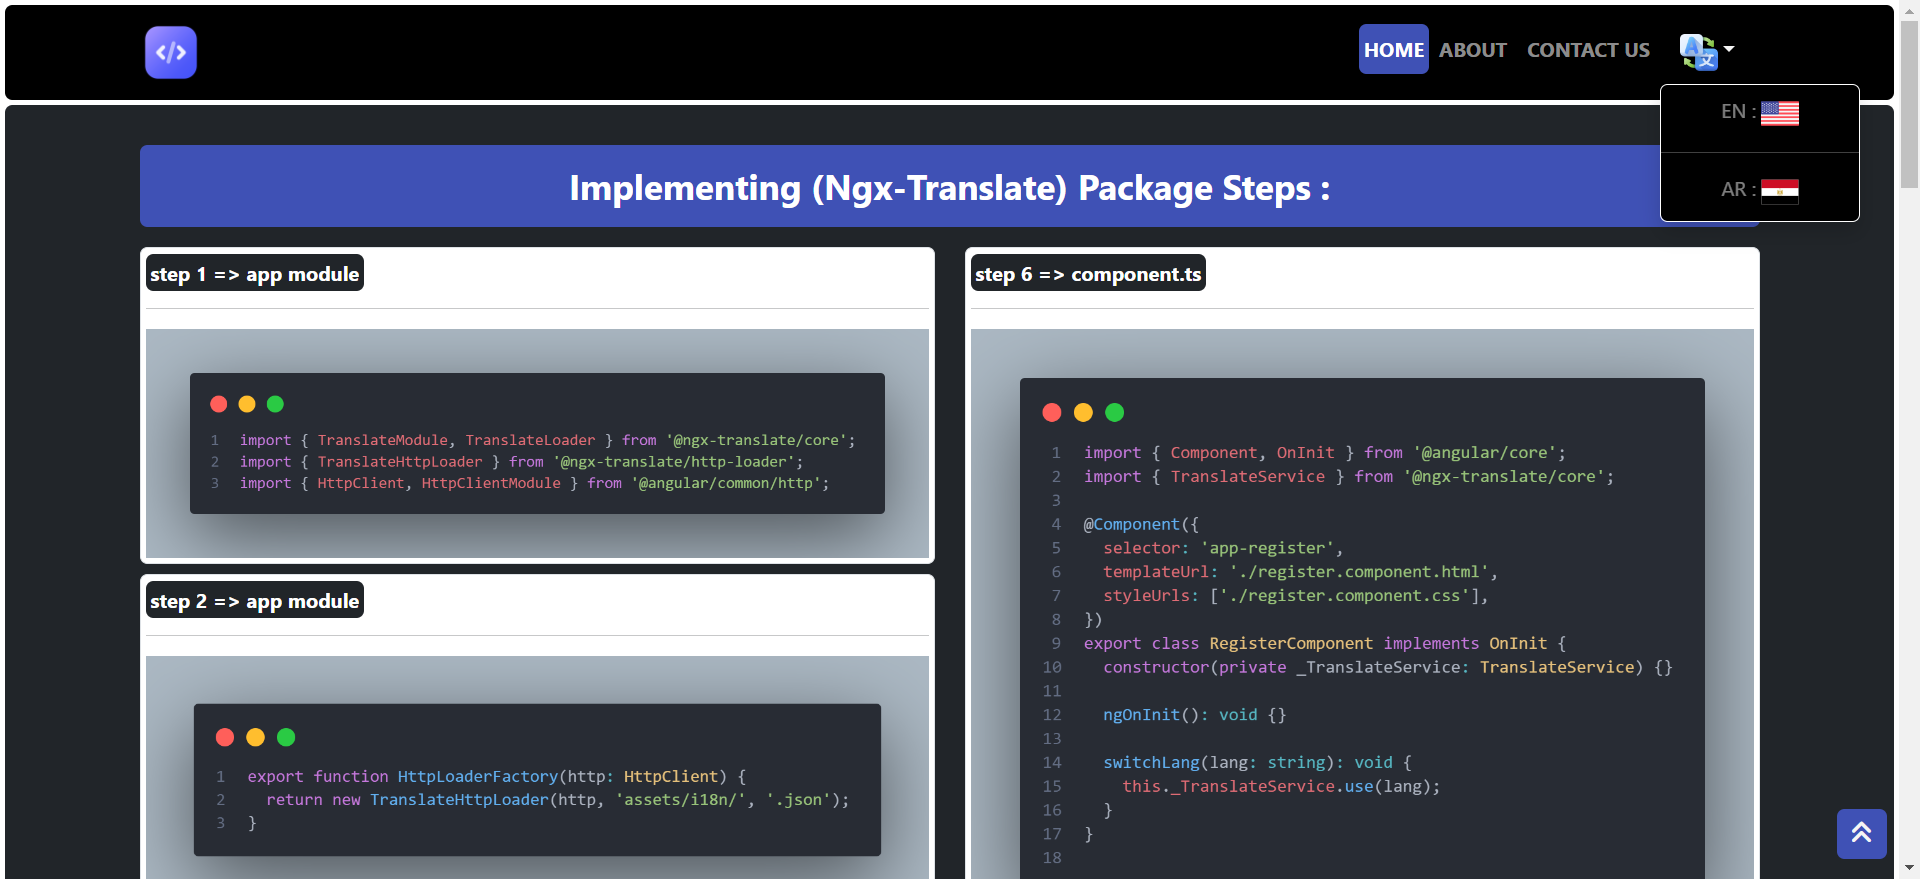 </>
HOME ABOUT CONTACT US
EN :
AR :
Implementing (Ngx-Translate) Package Steps :
step 1 => app module
1 import { TranslateModule, TranslateLoader } from '@ngx-translate/core';
2 import { TranslateHttpLoader } from '@ngx-translate/http-loader';
3 import { HttpClient, HttpClientModule } from '@angular/common/http';
step 2 => app module
1 export function HttpLoaderFactory(http: HttpClient) {
2   return new TranslateHttpLoader(http, 'assets/i18n/', '.json');
3 }
step 6 => component.ts
1 import { Component, OnInit } from '@angular/core';
2 import { TranslateService } from '@ngx-translate/core';
3
4 @Component({
5   selector: 'app-register',
6   templateUrl: './register.component.html',
7   styleUrls: ['./register.component.css'],
8 })
9 export class RegisterComponent implements OnInit {
10   constructor(private _TranslateService: TranslateService) {}
11
12   ngOnInit(): void {}
13
14   switchLang(lang: string): void {
15     this._TranslateService.use(lang);
16   }
17 }
18